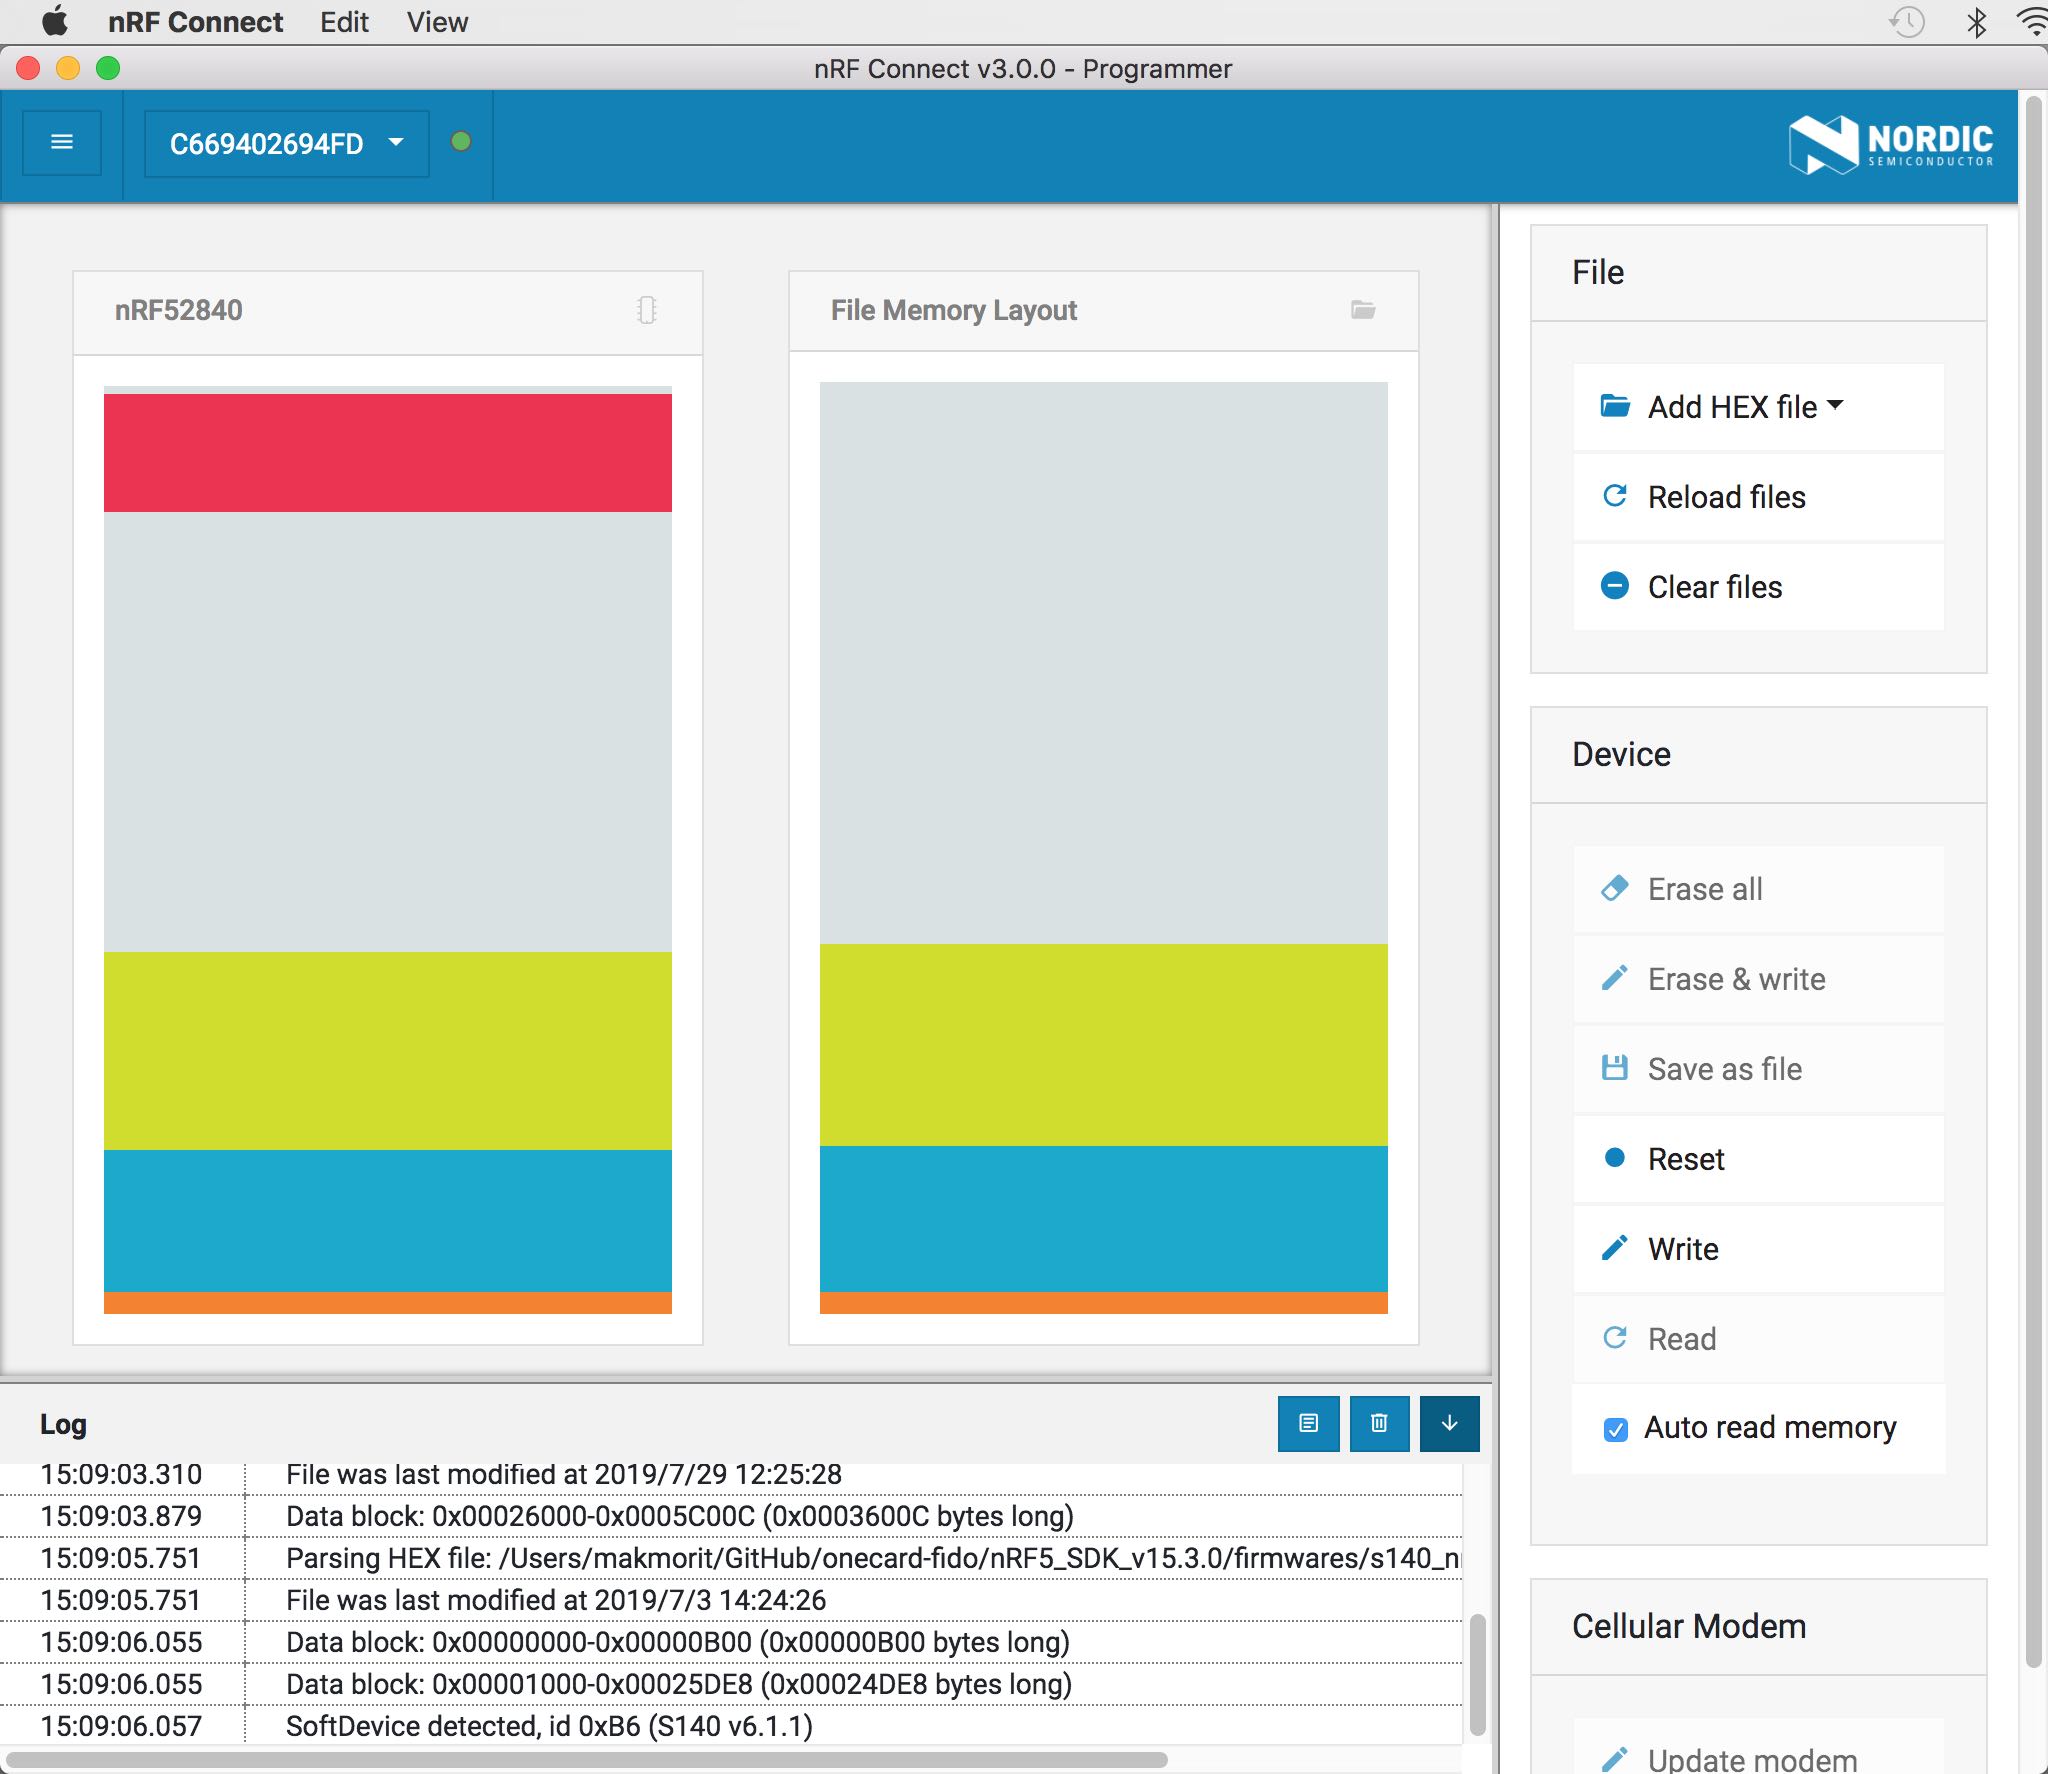 nRF Connect Edit View
nRF Connect v3.0.0 - Programmer
C669402694FD
NORDIC
SEMICONDUCTOR
nRF52840
File Memory Layout
File
Add HEX file
Reload files
Clear files
Device
Erase all
Erase & write
Save as file
Reset
Write
Read
Auto read memory
Cellular Modem
Update modem
Log
15:09:03.310 File was last modified at 2019/7/29 12:25:28
15:09:03.879 Data block: 0x00026000-0x0005C00C (0x0003600C bytes long)
15:09:05.751 Parsing HEX file: /Users/makmorit/GitHub/onecard-fido/nRF5_SDK_v15.3.0/firmwares/s140_n
15:09:05.751 File was last modified at 2019/7/3 14:24:26
15:09:06.055 Data block: 0x00000000-0x00000B00 (0x00000B00 bytes long)
15:09:06.055 Data block: 0x00001000-0x00025DE8 (0x00024DE8 bytes long)
15:09:06.057 SoftDevice detected, id 0xB6 (S140 v6.1.1)